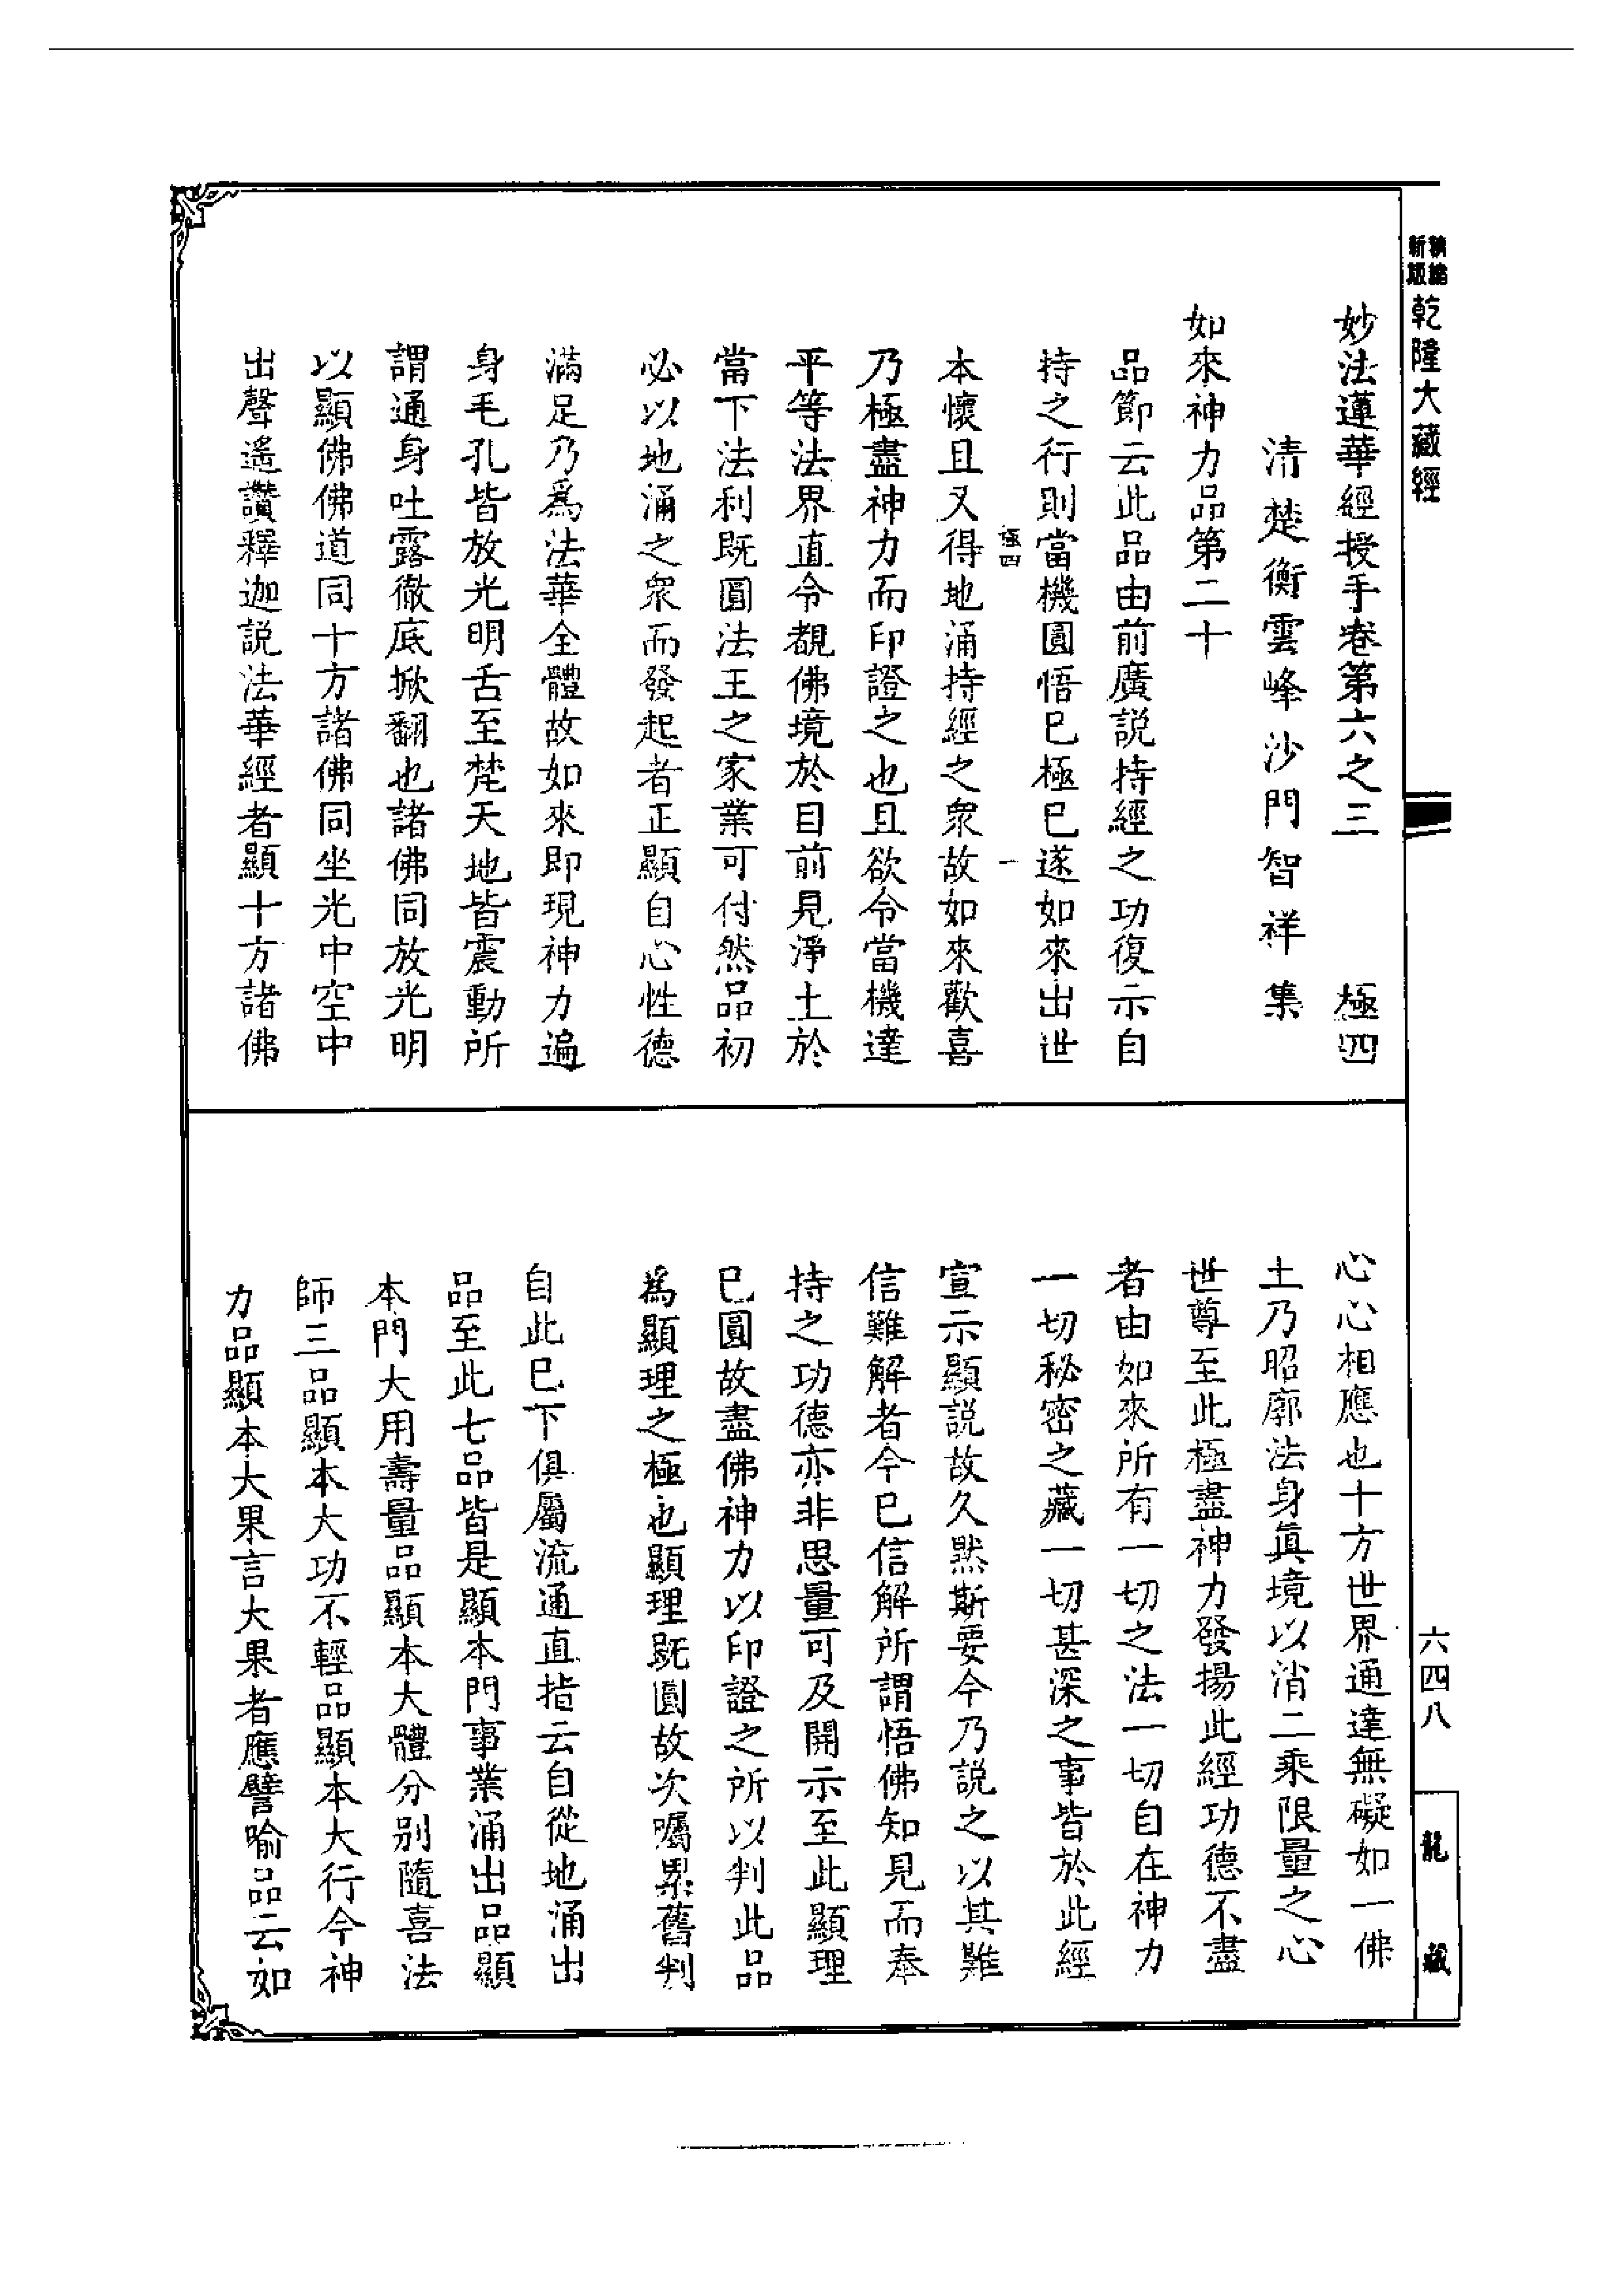 新版
精縮
乾隆大藏經
妙法蓮華經授手卷第六之三　極四
清楚衡雲峰沙門智祥集
如來神力品第二十
品節云此品由前廣説持經之功復示自
持之行則當機圓悟已極已遂如來出世
極四　一
本懷且又得地涌持經之衆故如來歡喜
乃極盡神力而印證之也且欲令當機達
平等法界直令覩佛境於目前見淨土於
當下法利既圓法王之家業可付然品初
必以地涌之衆而發起者正顯自心性德
滿足乃爲法華全體故如來即現神力遍
身毛孔皆放光明舌至梵天地皆震動所
謂通身吐露徹底掀翻也諸佛同放光明
以顯佛佛道同十方諸佛同坐光中空中
出聲遥讚釋迦説法華經者顯十方諸佛
心心相應也十方世界通達無礙如一佛
土乃昭廓法身眞境以消二乘限量之心
世尊至此極盡神力發揚此經功德不盡
者由如來所有一切之法一切自在神力
一切秘密之藏一切甚深之事皆於此經
宣示顯説故久黙斯要今乃説之以其難
信難解者今已信解所謂悟佛知見而奉
持之功德亦非思量可及開示至此顯理
已圓故盡佛神力以印證之所以判此品
爲顯理之極也顯理既圓故次囑累舊判
自此已下俱屬流通直指云自從地涌出
品至此七品皆是顯本門事業涌出品顯
本門大用壽量品顯本大體分别隨喜法
師三品顯本大功不輕品顯本大行今神
力品顯本大果言大果者應譬喻品云如
六四八
龍藏